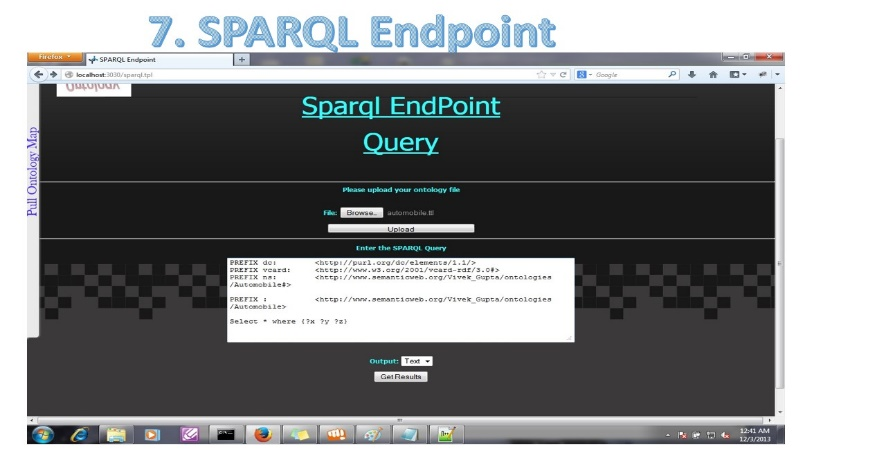 7. SPARQL Endpoint
Firefox
SPARQL Endpoint
localhost:3030/sparql.tpl
Google
Pull Ontology Map
Sparql EndPoint
Query
Please upload your ontology file
File: Browse_ automobile.ttl
Upload
Enter the SPARQL Query
PREFIX dc: <http://purl.org/dc/elements/1.1/>
PREFIX vcard: <http://www.w3.org/2001/vcard-rdf/3.0#>
PREFIX ns: <http://www.semanticweb.org/Vivek_Gupta/ontologies
/Automobile#>
PREFIX : <http://www.semanticweb.org/Vivek_Gupta/ontologies
/Automobile>
Select * where {?x ?y ?z}
Output: Text
Get Results
12:41 AM
12/3/2013